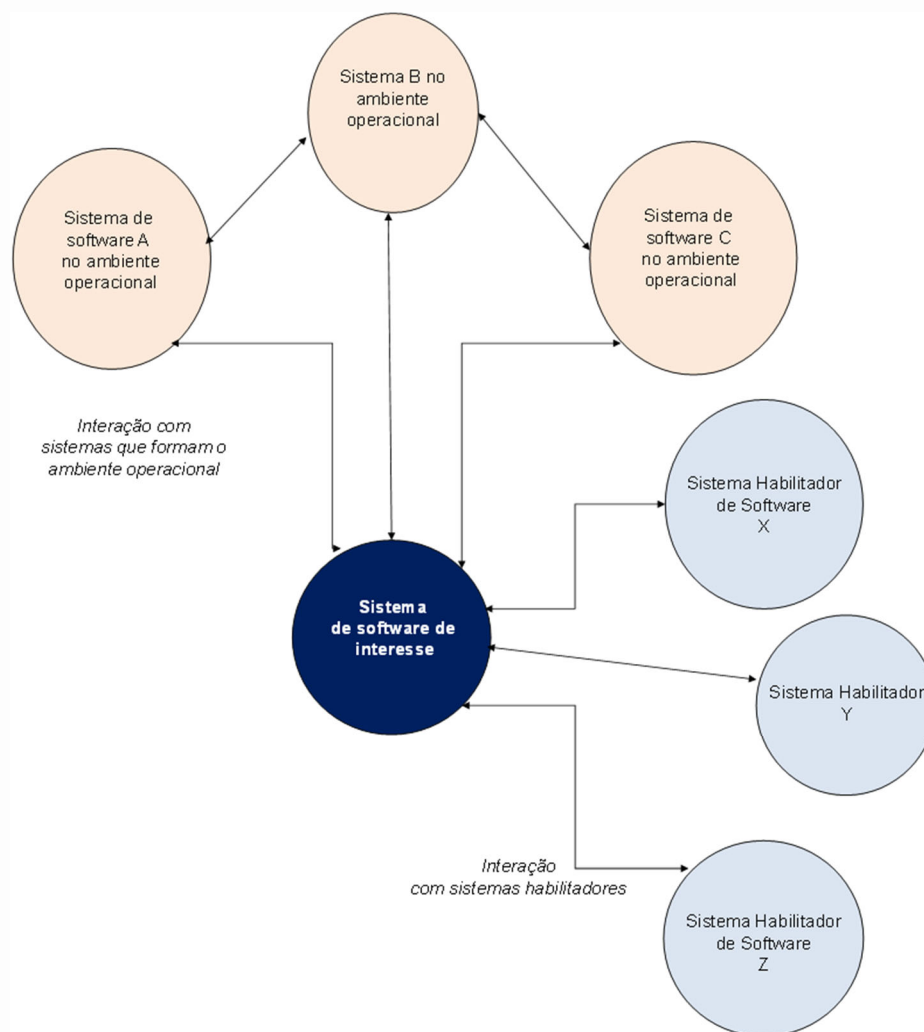 Sistema B no
ambiente
operacional
Sistema de
software A
no ambiente
operacional
Sistema de
software C
no ambiente
operacional
Interação com
sistemas que formam o
ambiente operacional
Sistema Habilitador
de Software
X
Sistema
de software de
interesse
Sistema Habilitador
Y
Interação
com sistemas habilitadores
Sistema Habilitador
de Software
Z